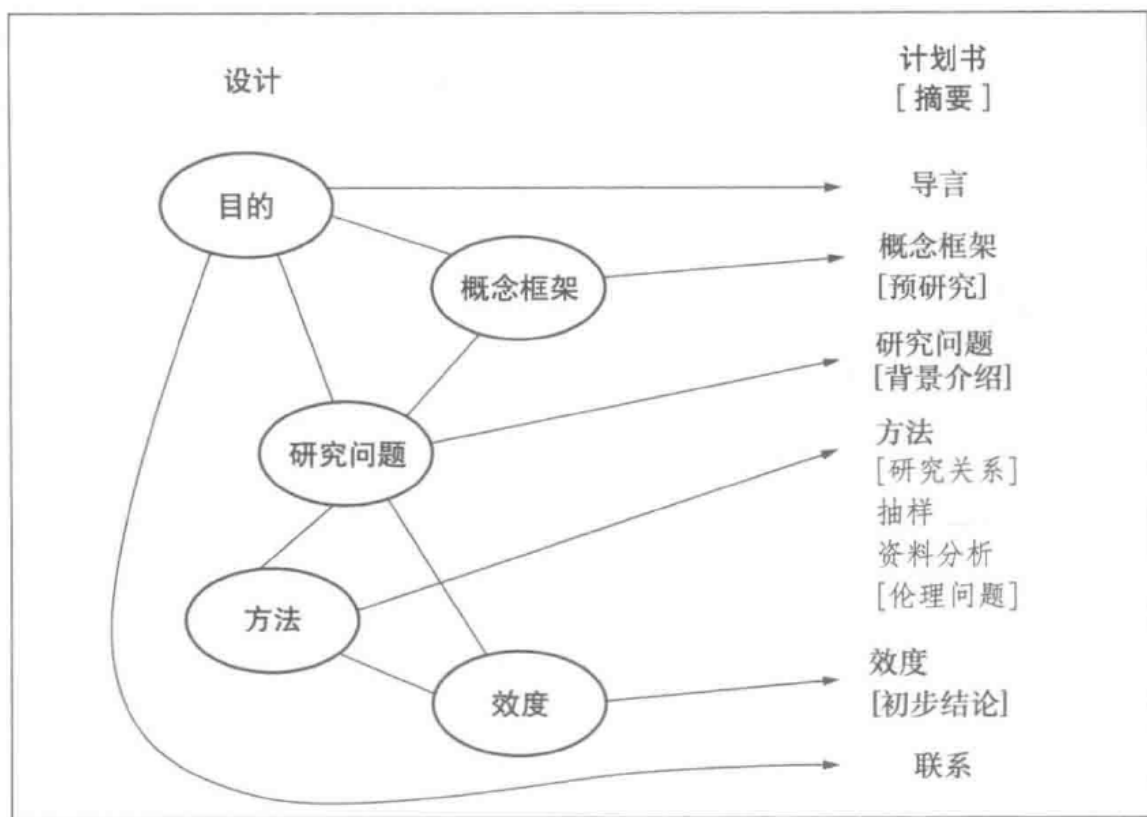 设计
计划书
[摘要]
目的
概念框架
研究问题
方法
效度
导言
概念框架
[预研究]
研究问题
[背景介绍]
方法
[研究关系]
抽样
资料分析
[伦理问题]
效度
[初步结论]
联系